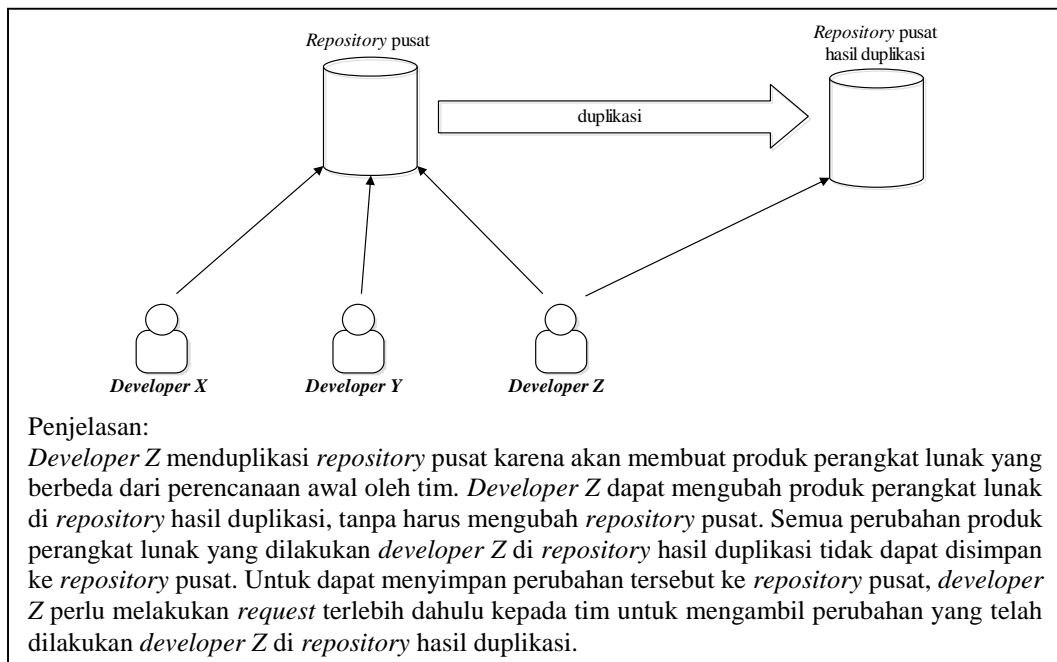 Repository pusat
Repository pusat
hasil duplikasi
duplikasi
Developer X
Developer Y
Developer Z
Penjelasan:
Developer Z menduplikasi repository pusat karena akan membuat produk perangkat lunak yang
berbeda dari perencanaan awal oleh tim. Developer Z dapat mengubah produk perangkat lunak
di repository hasil duplikasi, tanpa harus mengubah repository pusat. Semua perubahan produk
perangkat lunak yang dilakukan developer Z di repository hasil duplikasi tidak dapat disimpan
ke repository pusat. Untuk dapat menyimpan perubahan tersebut ke repository pusat, developer
Z perlu melakukan request terlebih dahulu kepada tim untuk mengambil perubahan yang telah
dilakukan developer Z di repository hasil duplikasi.